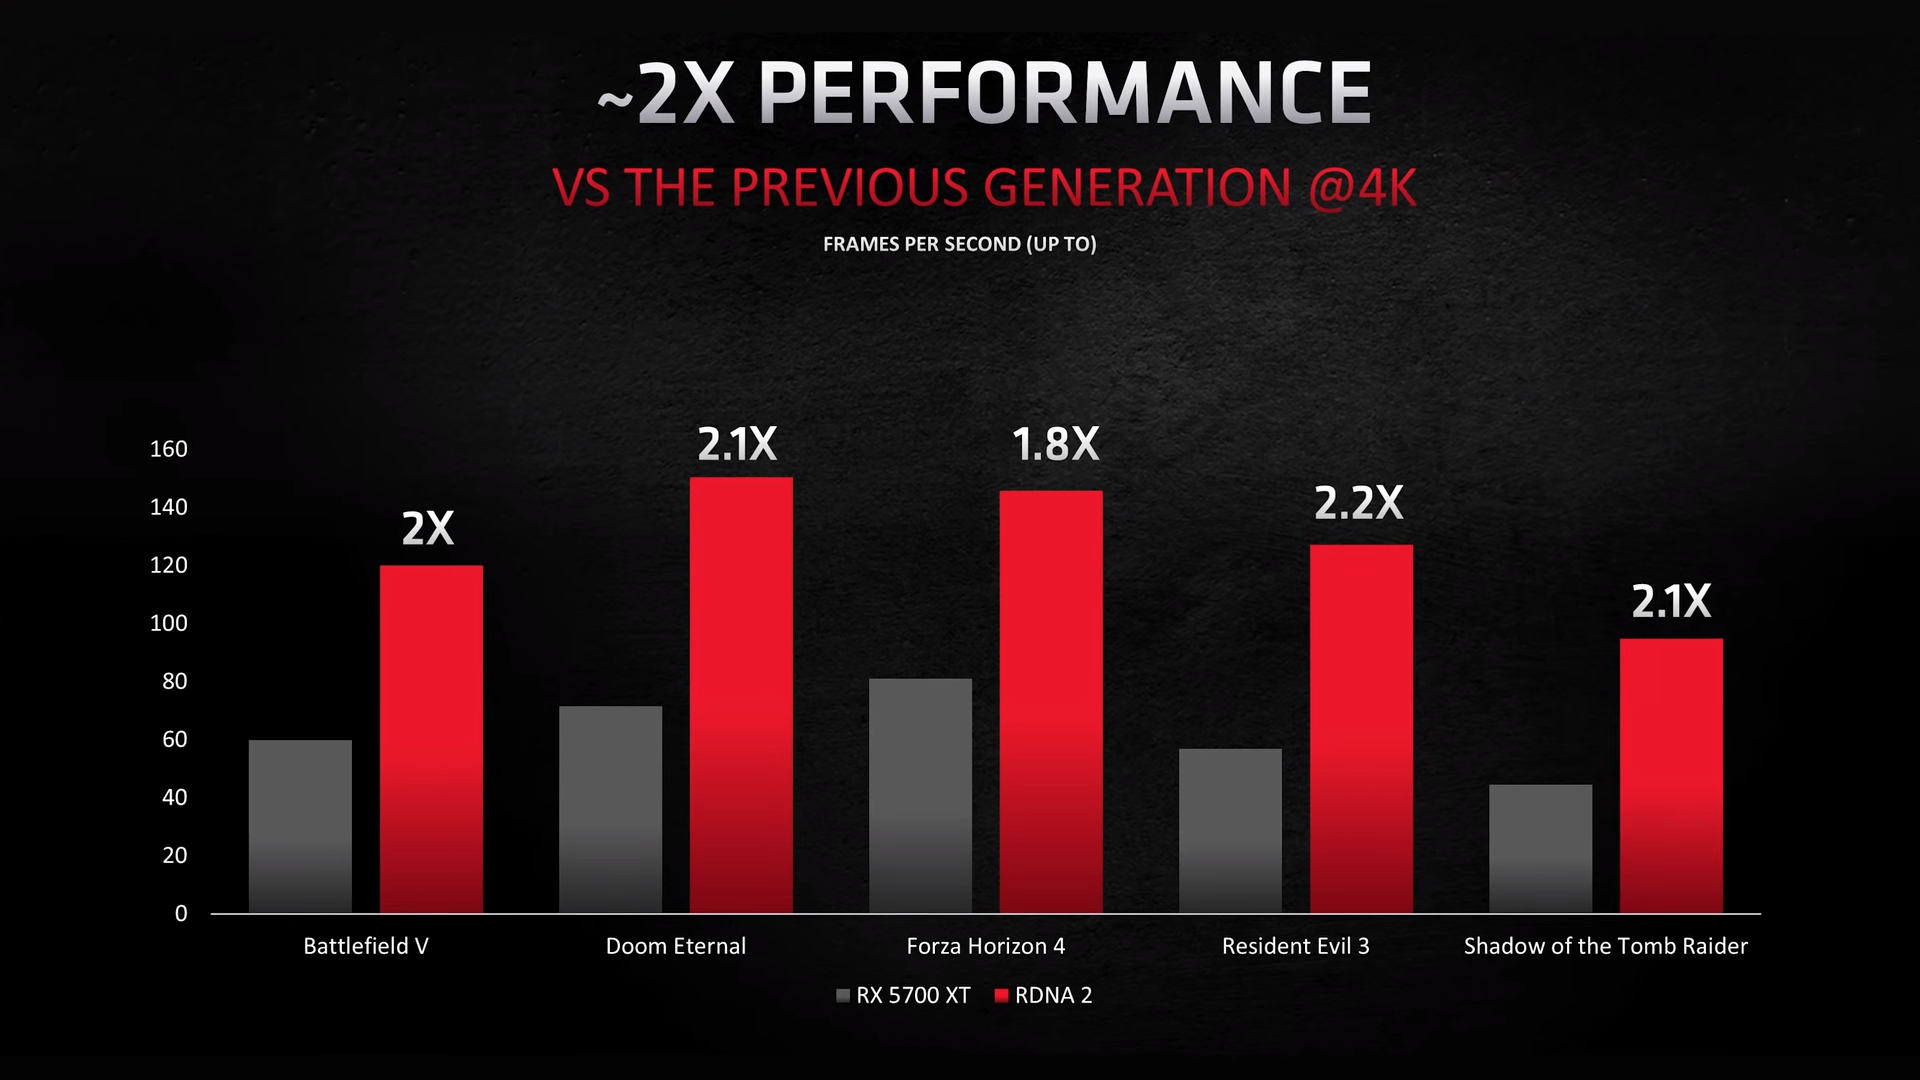 ~2X PERFORMANCE
VS THE PREVIOUS GENERATION @4K
FRAMES PER SECOND (UP TO)
160
140
120
100
80
60
40
20
0
2X
2.1X
1.8X
2.2X
2.1X
Battlefield V
Doom Eternal
Forza Horizon 4
Resident Evil 3
Shadow of the Tomb Raider
RX 5700 XT
RDNA 2